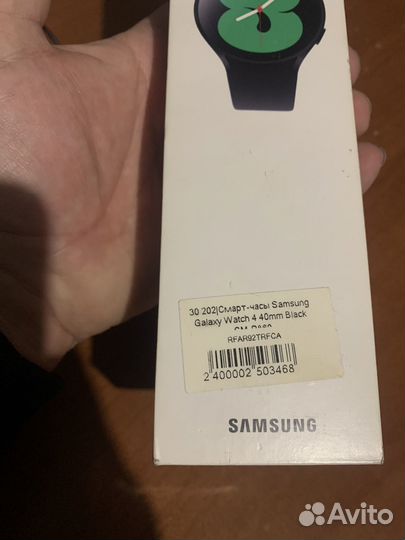 30 202|Смарт-часы Samsung
Galaxy Watch 4 40mm Black
RFAR92TRFCA
2 400002 503468
SAMSUNG
Avito